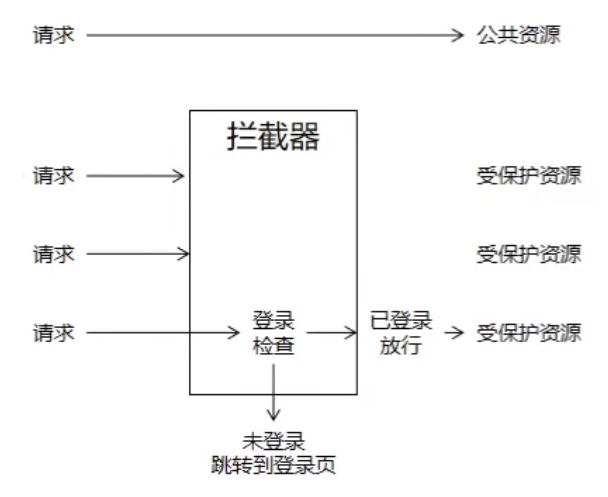 请求 公共资源
拦截器
请求 受保护资源
请求 受保护资源
请求 登录 检查 已登录 放行 受保护资源
未登录
跳转到登录页